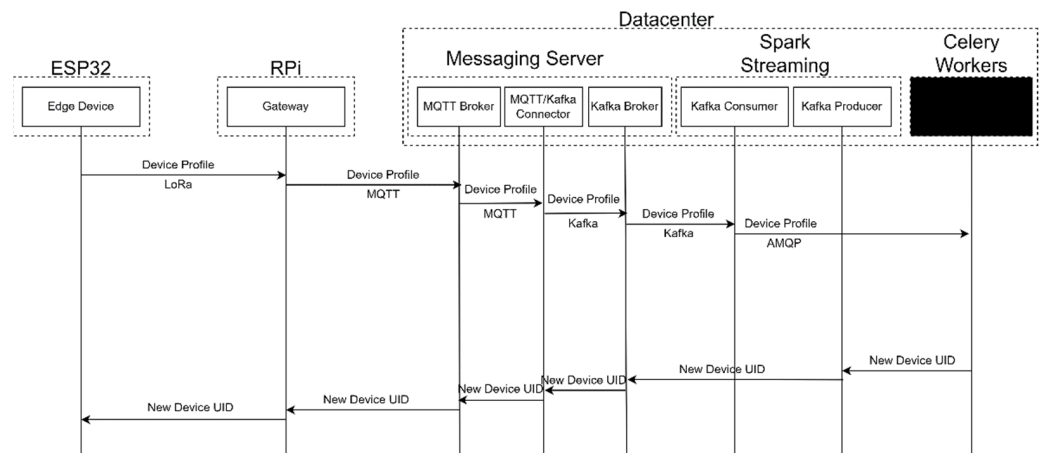 Datacenter
ESP32
RPi
Messaging Server
Spark
Streaming
Celery
Workers
Edge Device
Gateway
MQTT Broker
MQTT/Kafka
Connector
Kafka Broker
Kafka Consumer
Kafka Producer
Device Profile
LoRa
Device Profile
MQTT
Device Profile
MQTT
Device Profile
Kafka
Device Profile
Kafka
Device Profile
AMQP
New Device UID
New Device UID
New Device UID
New Device UID
New Device UID
New Device UID